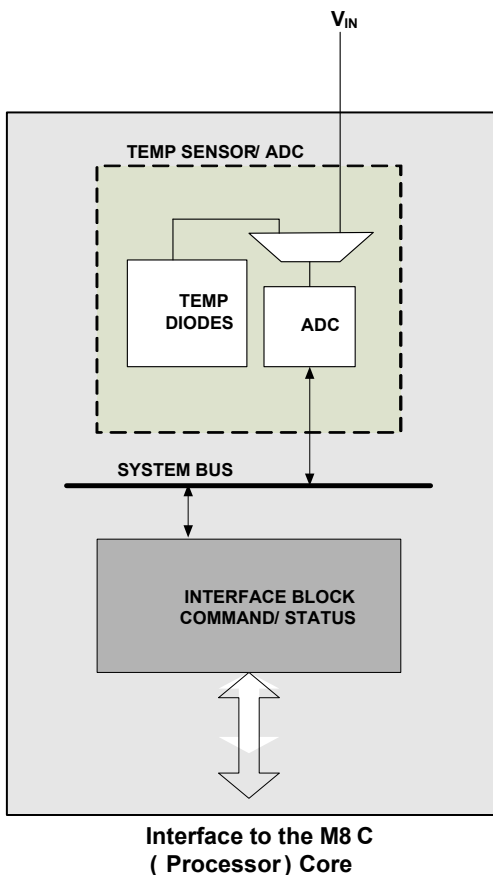 VIN
TEMP SENSOR/ ADC
TEMP
DIODES
ADC
SYSTEM BUS
INTERFACE BLOCK
COMMAND/ STATUS
Interface to the M8 C
( Processor ) Core